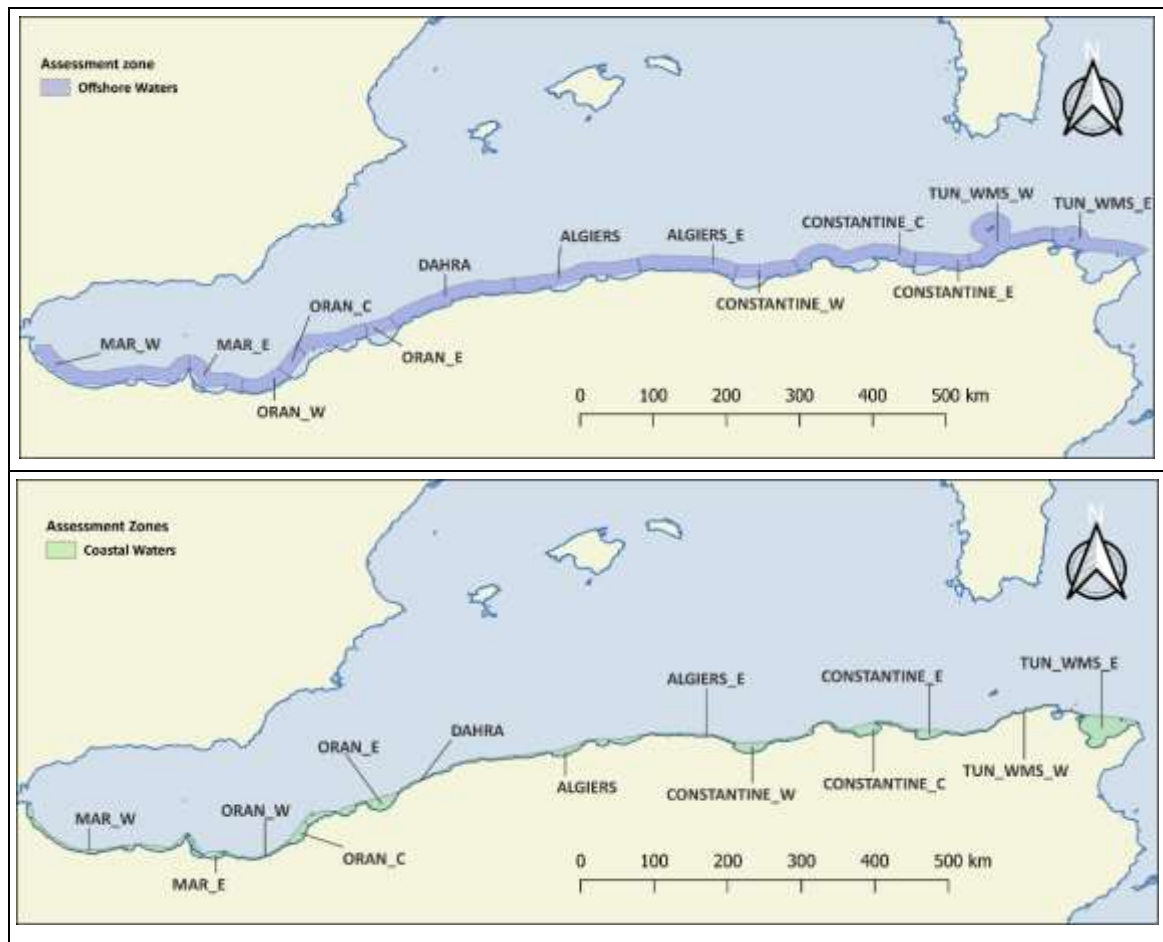 Assessment zone
Offshore Waters
N
TUN_WMS_W
TUN_WMS_E
CONSTANTINE_C
ALGIERS
ALGIERS_E
DAHRA
CONSTANTINE_E
CONSTANTINE_W
ORAN_C
MAR_W
MAR_E
ORAN_E
ORAN_W
0 100 200 300 400 500 km
Assessment Zones
Coastal Waters
N
TUN_WMS_E
ALGIERS_E
CONSTANTINE_E
DAHRA
ORAN_E
TUN_WMS_W
ALGIERS
CONSTANTINE_W
CONSTANTINE_C
ORAN_W
MAR_W
ORAN_C
MAR_E
0 100 200 300 400 500 km